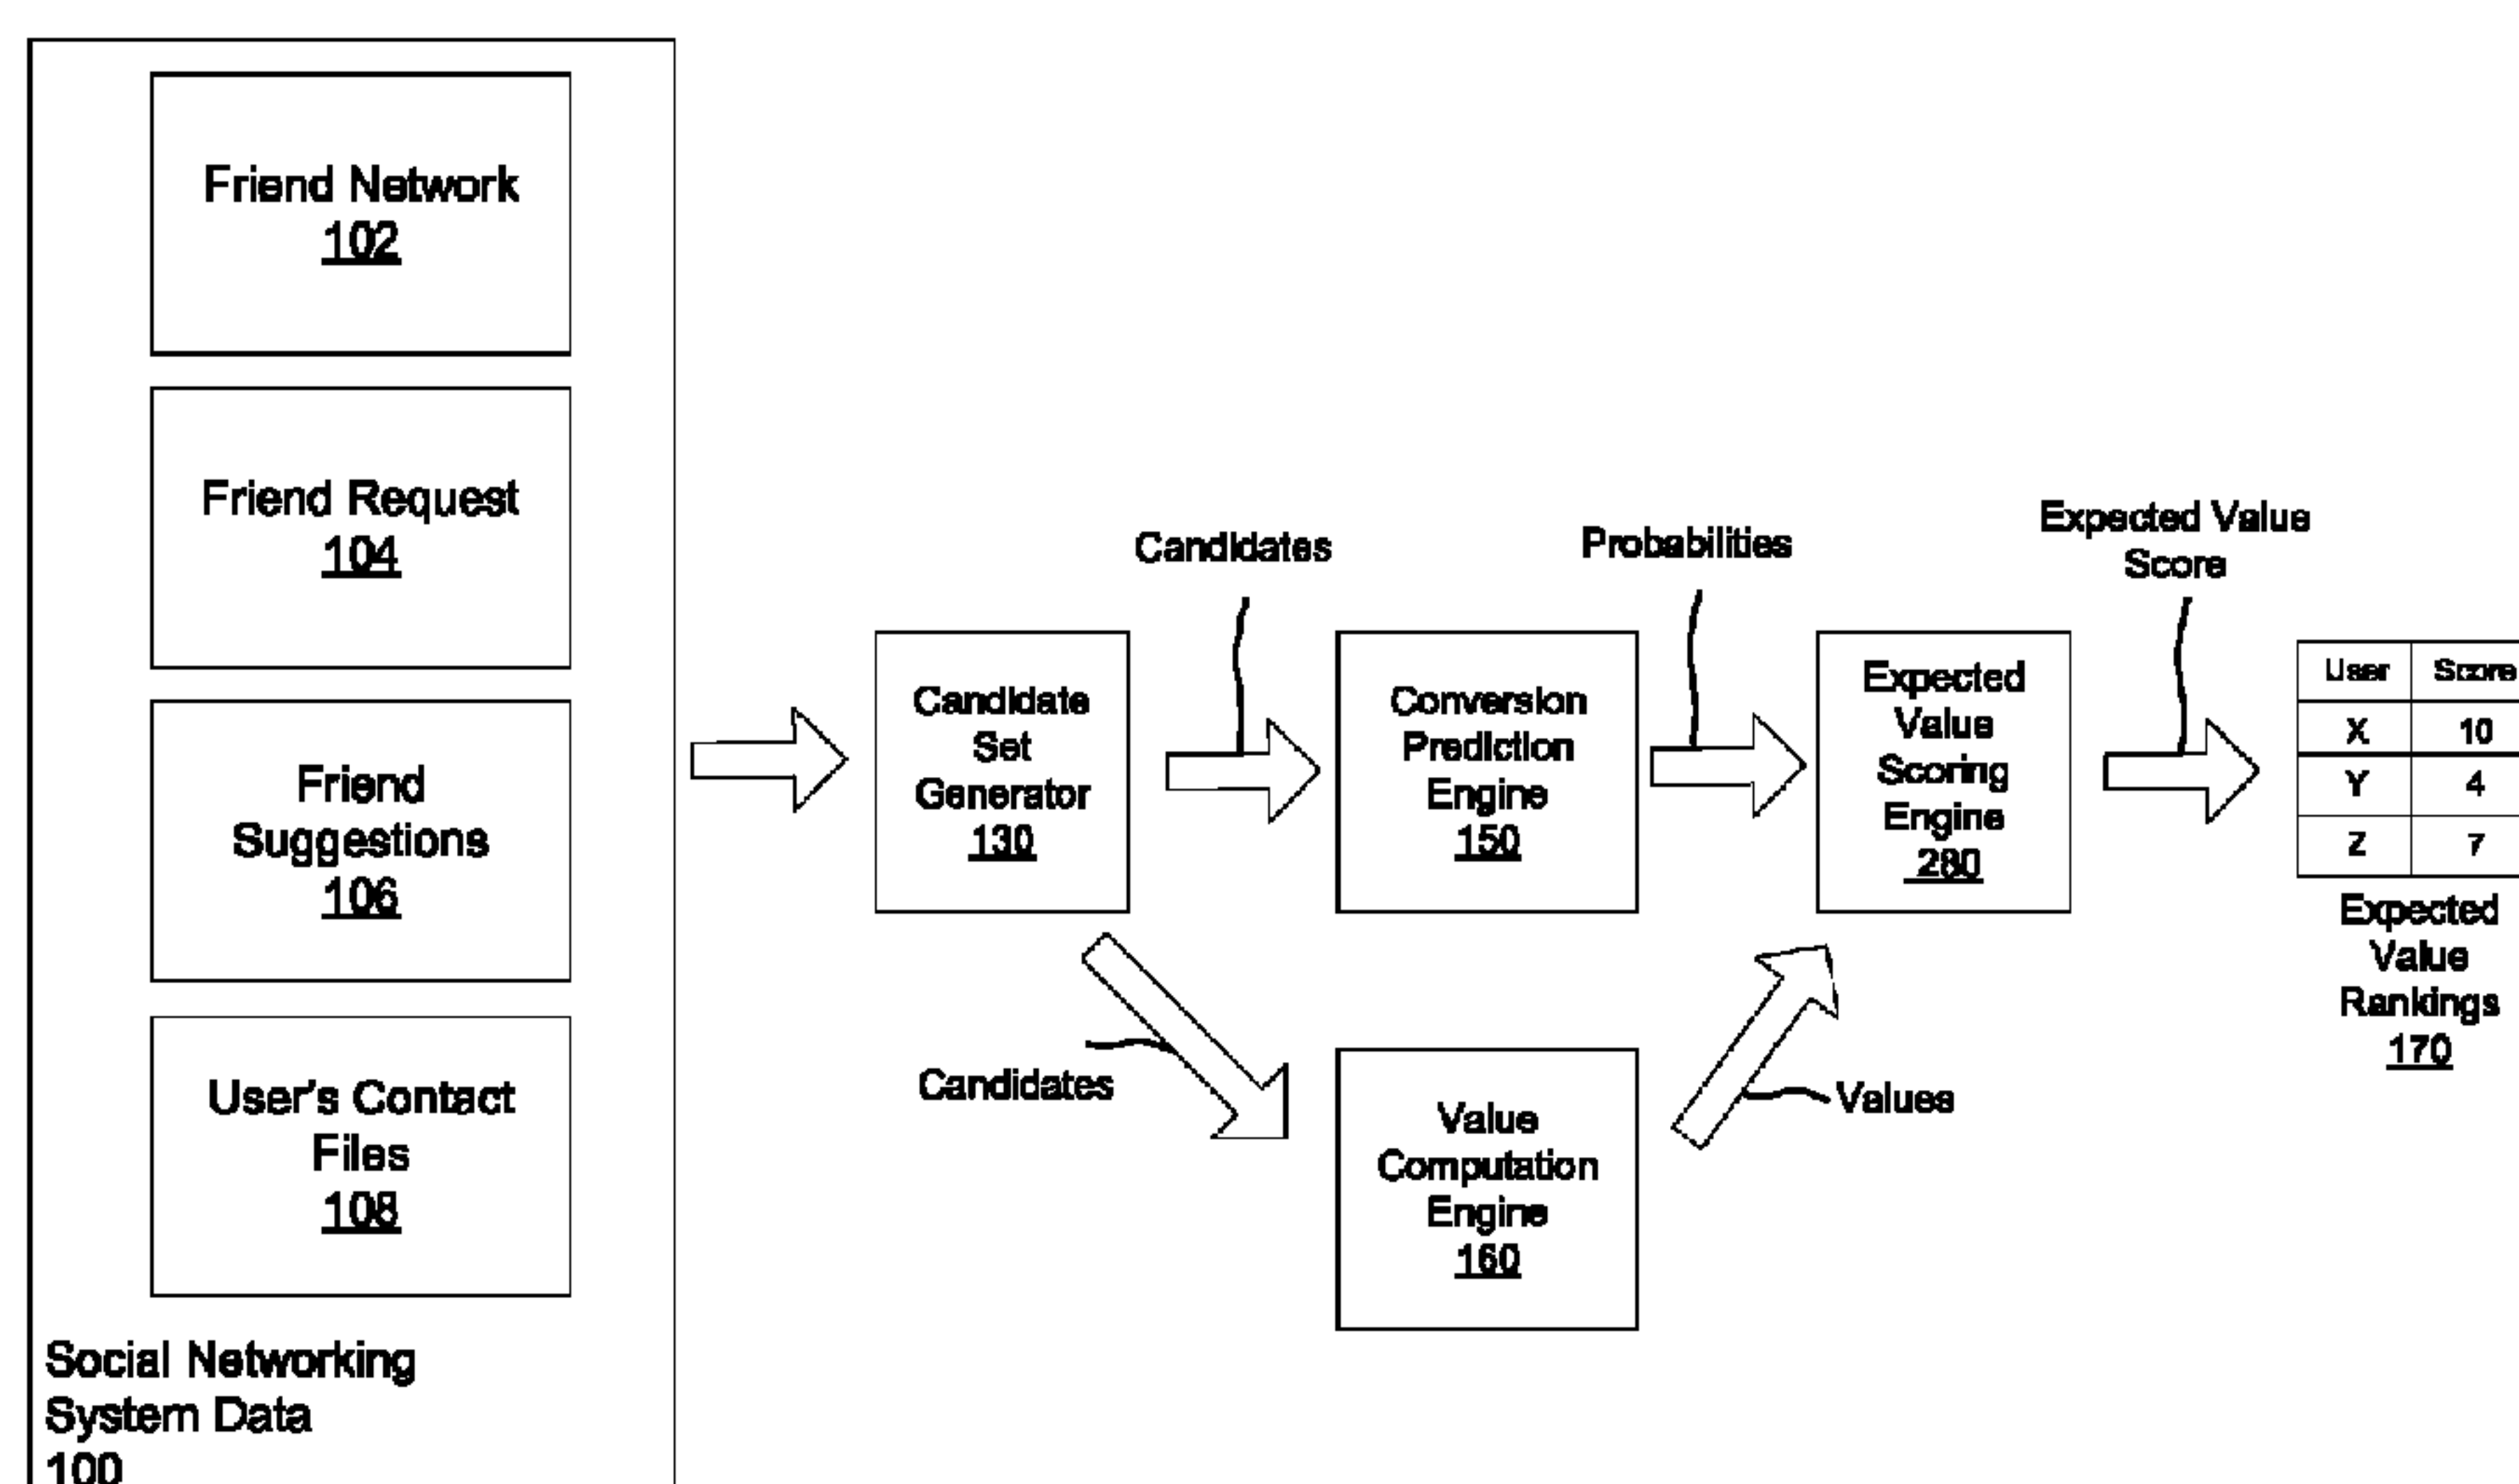 Friend Network
102
Friend Request
104
Friend
Suggestions
106
User's Contact
Files
108
Social Networking
System Data
100
Candidate
Set
Generator
130
Candidates
Candidates
Conversion
Prediction
Engine
150
Value
Computation
Engine
160
Probabilities
Values
Expected
Value
Scoring
Engine
280
Expected Value
Score
User Score
X 10
Y 4
Z 7
Expected
Value
Rankings
170